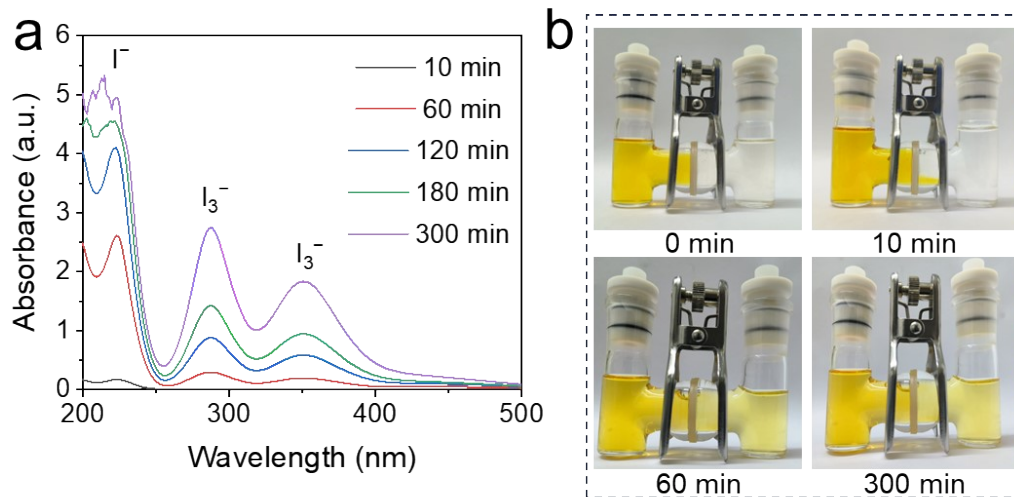 a
6
5
4
3
2
1
0
200
300
400
500
Absorbance (a.u.)
Wavelength (nm)
I⁻
I₃⁻
I₃⁻
10 min
60 min
120 min
180 min
300 min
b
0 min
10 min
60 min
300 min